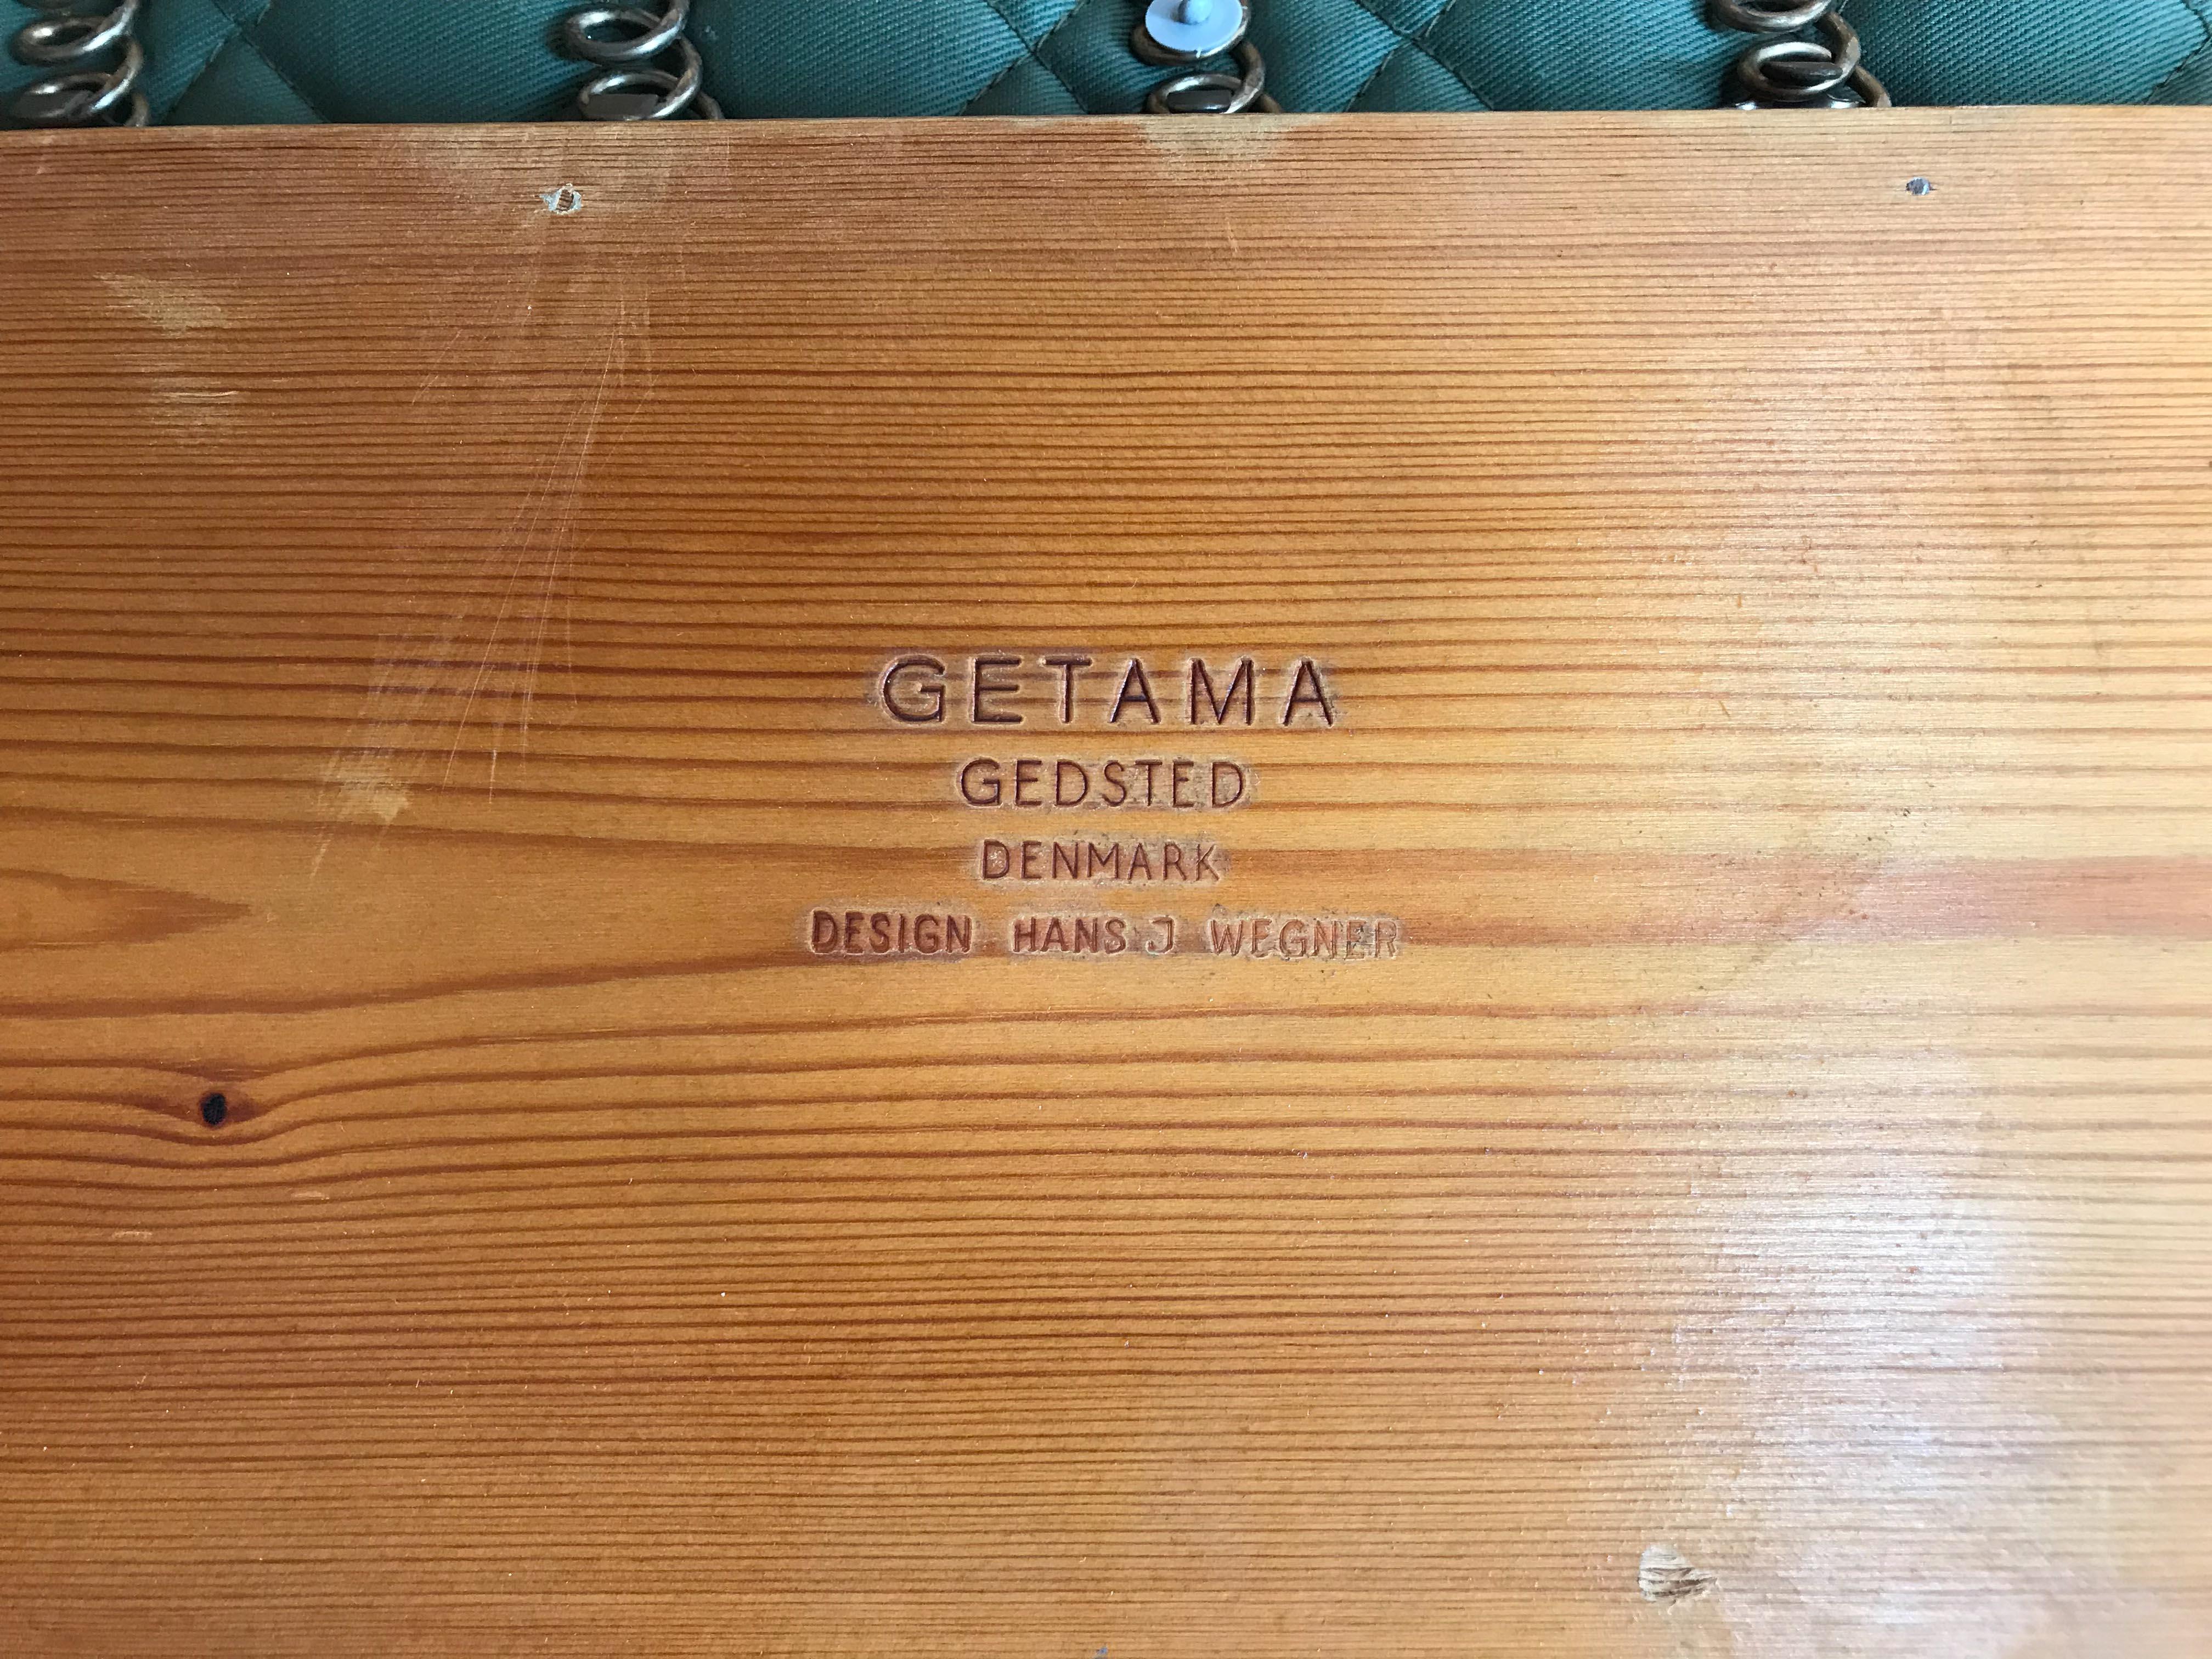 GETAMA
GEDSTED
DENMARK
DESIGN HANS J WEGNER